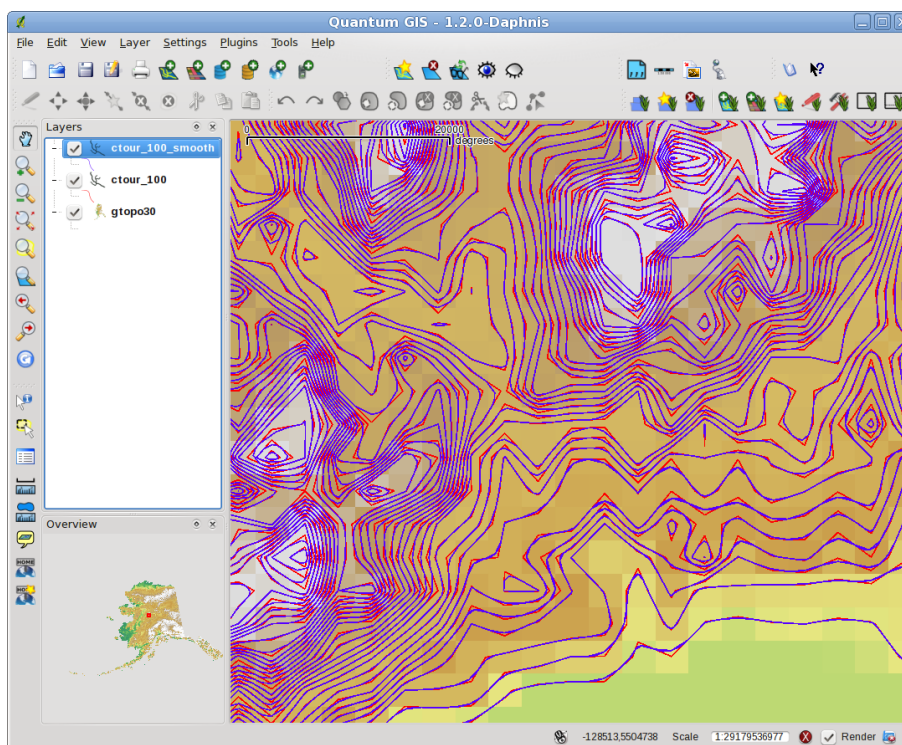 Quantum GIS - 1.2.0-Daphnis
File Edit View Layer Settings Plugins Tools Help
Layers
ctour_100_smooth
ctour_100
gtopo30
0 20000
degrees
Overview
-128513,5504738 Scale 1:29179536977 Render